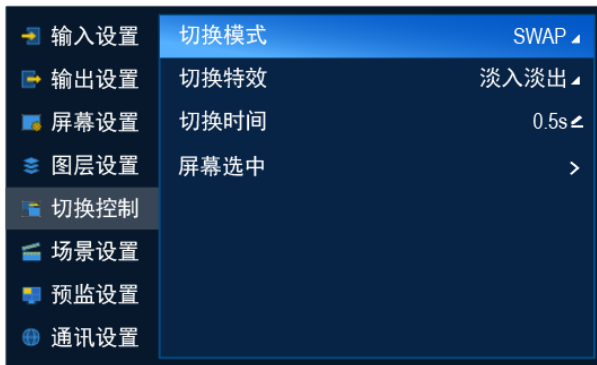 输入设置
输出设置
屏幕设置
图层设置
切换控制
场景设置
预监设置
通讯设置
切换模式 SWAP
切换特效 淡入淡出
切换时间 0.5s
屏幕选中 >